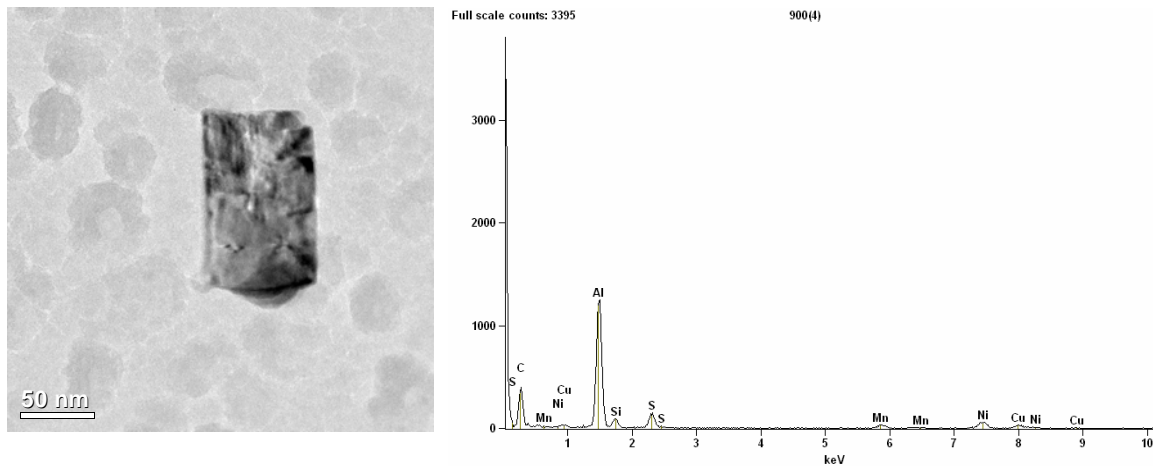 Full scale counts: 3395 900(4)
3000
2000
1000
0
Al
C
S
Cu
Ni
Mn
Si
S
S
Mn
Mn
Ni
Cu
Ni
Cu
1 2 3 4 5 6 7 8 9 10
keV
50 nm